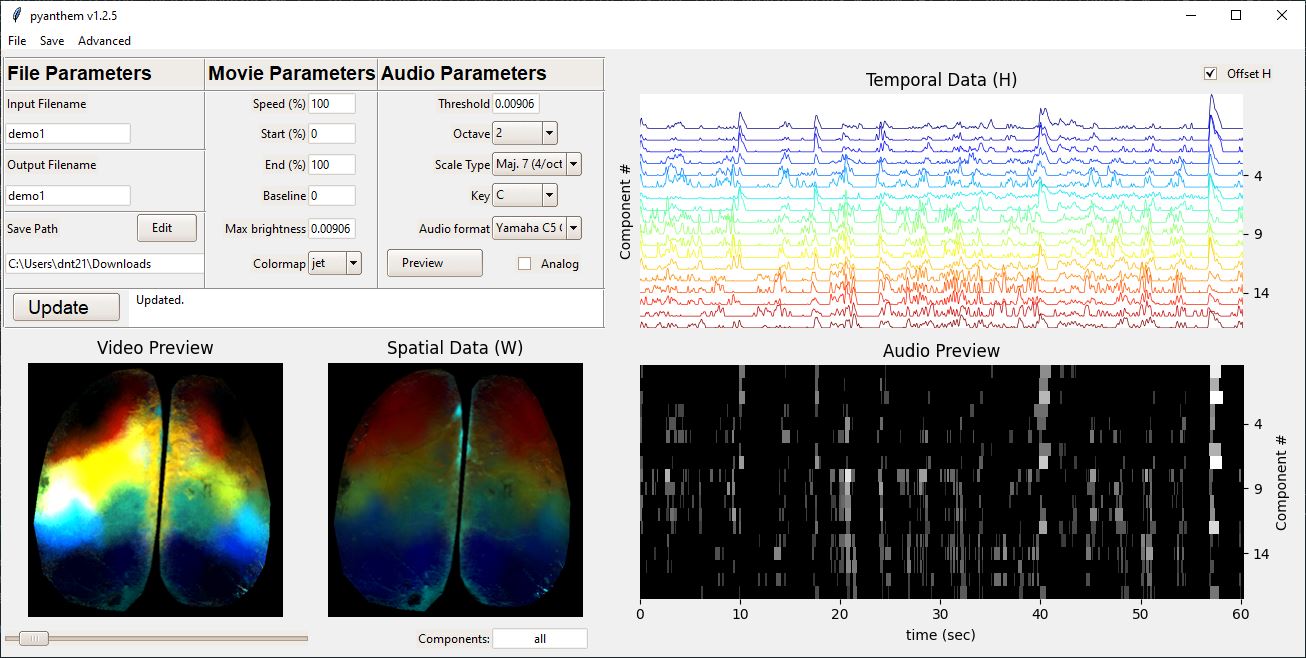 pyanthem v1.2.5
File Save Advanced
File Parameters Movie Parameters Audio Parameters
Input Filename Speed (%) 100 Threshold 0.00906
demo1 Start (%) 0 Octave 2
Output Filename End (%) 100 Scale Type Maj. 7 (4/oct
demo1 Baseline 0 Key C
Save Path Edit Max brightness 0.00906 Audio format Yamaha C5 (
C:\Users\dnt21\Downloads Colormap jet Preview Analog
Update Updated.
Temporal Data (H) Offset H
Component #
4
9
14
Video Preview Spatial Data (W)
Components: all
Audio Preview
4
9
14
Component #
0 10 20 30 40 50 60
time (sec)